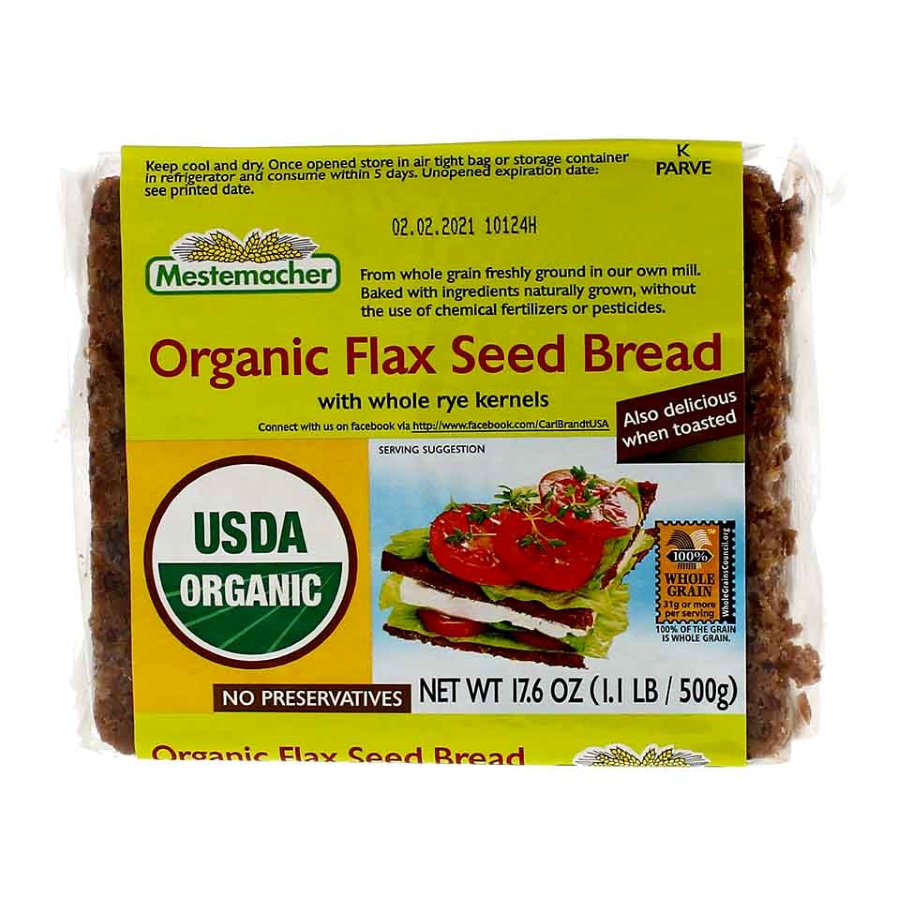 Keep cool and dry. Once opened store in air tight bag or storage container
in refrigerator and consume within 5 days. Unopened expiration date:
see printed date.
K
PARVE
02.02.2021 10124H
Mestemacher
From whole grain freshly ground in our own mill.
Baked with ingredients naturally grown, without
the use of chemical fertilizers or pesticides.
Organic Flax Seed Bread
with whole rye kernels
Connect with us on facebook via http://www.facebook.com/CarlBrandtUSA
Also delicious
when toasted
SERVING SUGGESTION
USDA
ORGANIC
100%
WHOLE
GRAIN
31g or more
per serving
WholeGrainsCouncil.org
100% OF THE GRAIN
IS WHOLE GRAIN.
NO PRESERVATIVES
NET WT 17.6 OZ (1.1 LB / 500g)
Organic Flax Seed Bread